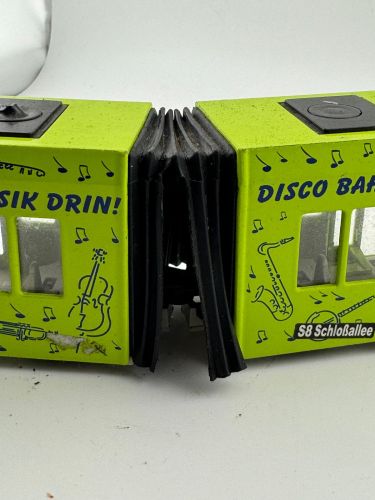 SIK DRIN!
DISCO BAH
S8 Schloßallee